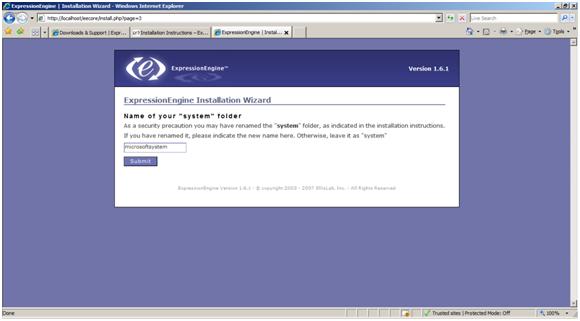 ExpressionEngine | Installation Wizard - Windows Internet Explorer
http://localhost/eecore/install.php?page=3
Live Search
Downloads & Support | Expr...
Installation Instructions — Ex...
ExpressionEngine | Instal...
Page
Tools
ExpressionEngine™
Version 1.6.1
ExpressionEngine Installation Wizard
Name of your "system" folder
As a security precaution you may have renamed the "system" folder, as indicated in the installation instructions.
If you have renamed it, please indicate the new name here. Otherwise, leave it as "system"
microsoftsystem
Submit
ExpressionEngine Version 1.6.1 - © copyright 2003 - 2007 EllisLab, Inc. - All Rights Reserved
Done
Trusted sites | Protected Mode: Off
100%